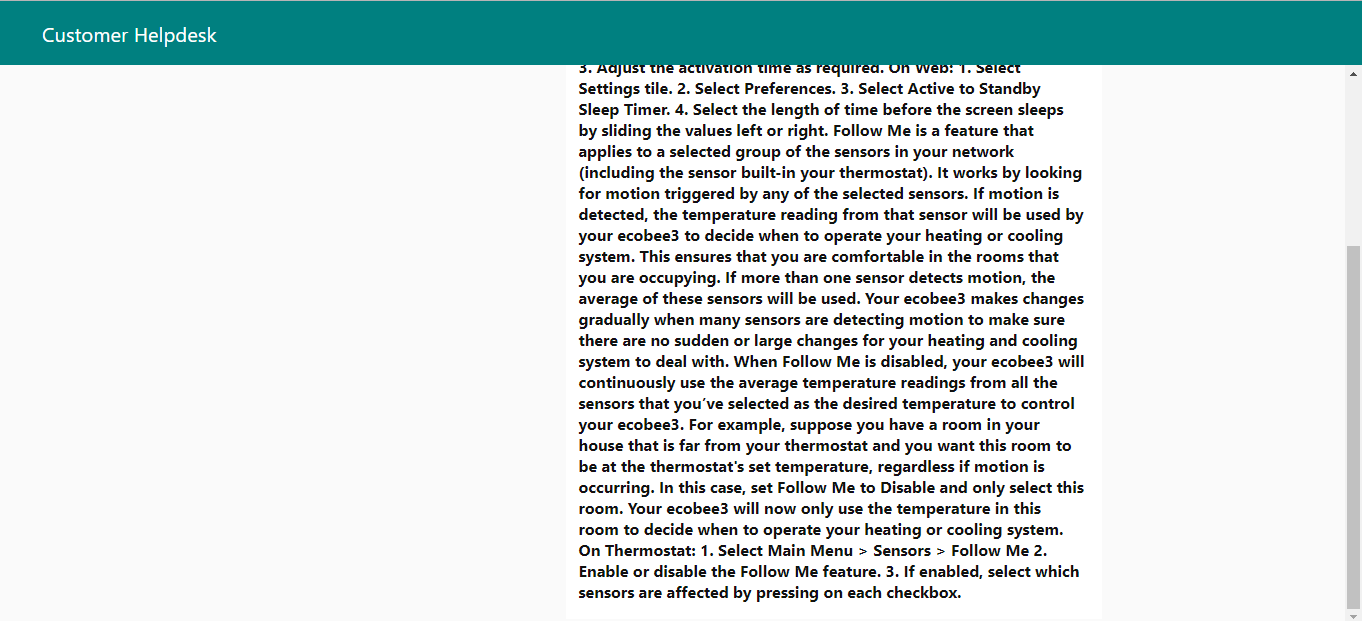 Customer Helpdesk
3. Adjust the activation time as required. On Web: 1. Select
Settings tile. 2. Select Preferences. 3. Select Active to Standby
Sleep Timer. 4. Select the length of time before the screen sleeps
by sliding the values left or right. Follow Me is a feature that
applies to a selected group of the sensors in your network
(including the sensor built-in your thermostat). It works by looking
for motion triggered by any of the selected sensors. If motion is
detected, the temperature reading from that sensor will be used by
your ecobee3 to decide when to operate your heating or cooling
system. This ensures that you are comfortable in the rooms that
you are occupying. If more than one sensor detects motion, the
average of these sensors will be used. Your ecobee3 makes changes
gradually when many sensors are detecting motion to make sure
there are no sudden or large changes for your heating and cooling
system to deal with. When Follow Me is disabled, your ecobee3 will
continuously use the average temperature readings from all the
sensors that you’ve selected as the desired temperature to control
your ecobee3. For example, suppose you have a room in your
house that is far from your thermostat and you want this room to
be at the thermostat's set temperature, regardless if motion is
occurring. In this case, set Follow Me to Disable and only select this
room. Your ecobee3 will now only use the temperature in this
room to decide when to operate your heating or cooling system.
On Thermostat: 1. Select Main Menu > Sensors > Follow Me 2.
Enable or disable the Follow Me feature. 3. If enabled, select which
sensors are affected by pressing on each checkbox.